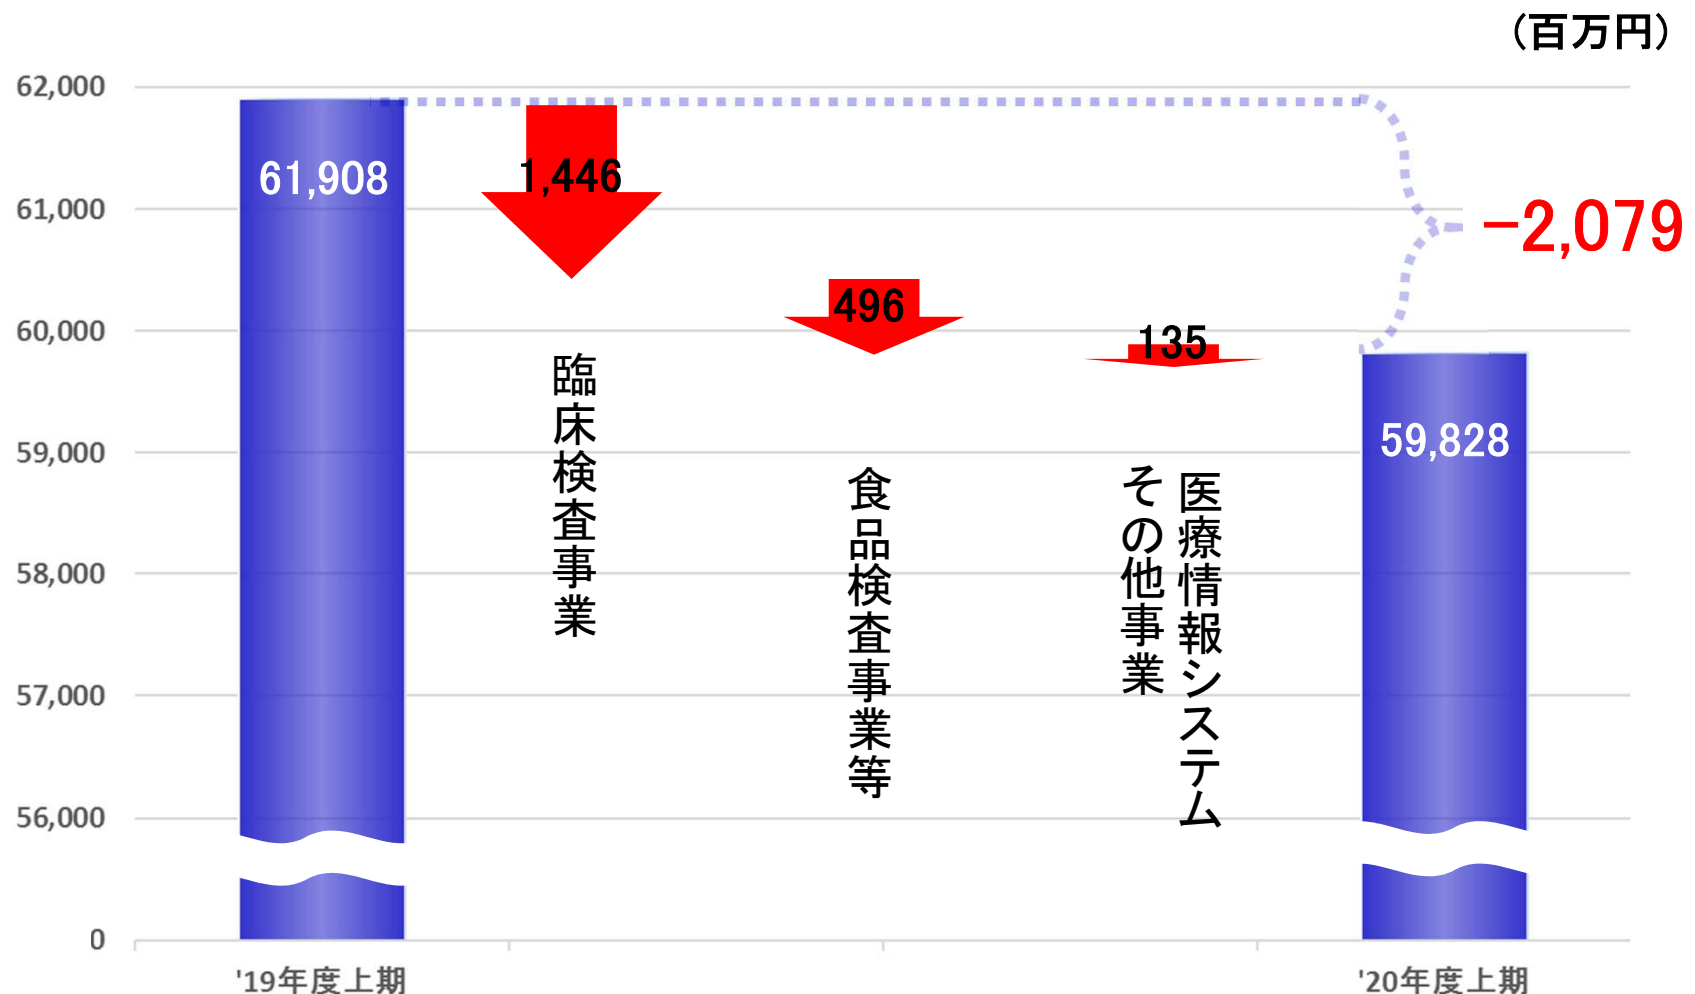 (百万円)
62,000
61,000
60,000
59,000
58,000
57,000
56,000
0
61,908
1,446
臨床検査事業
496
食品検査事業等
135
医療情報システム
その他事業
59,828
−2,079
'19年度上期
'20年度上期